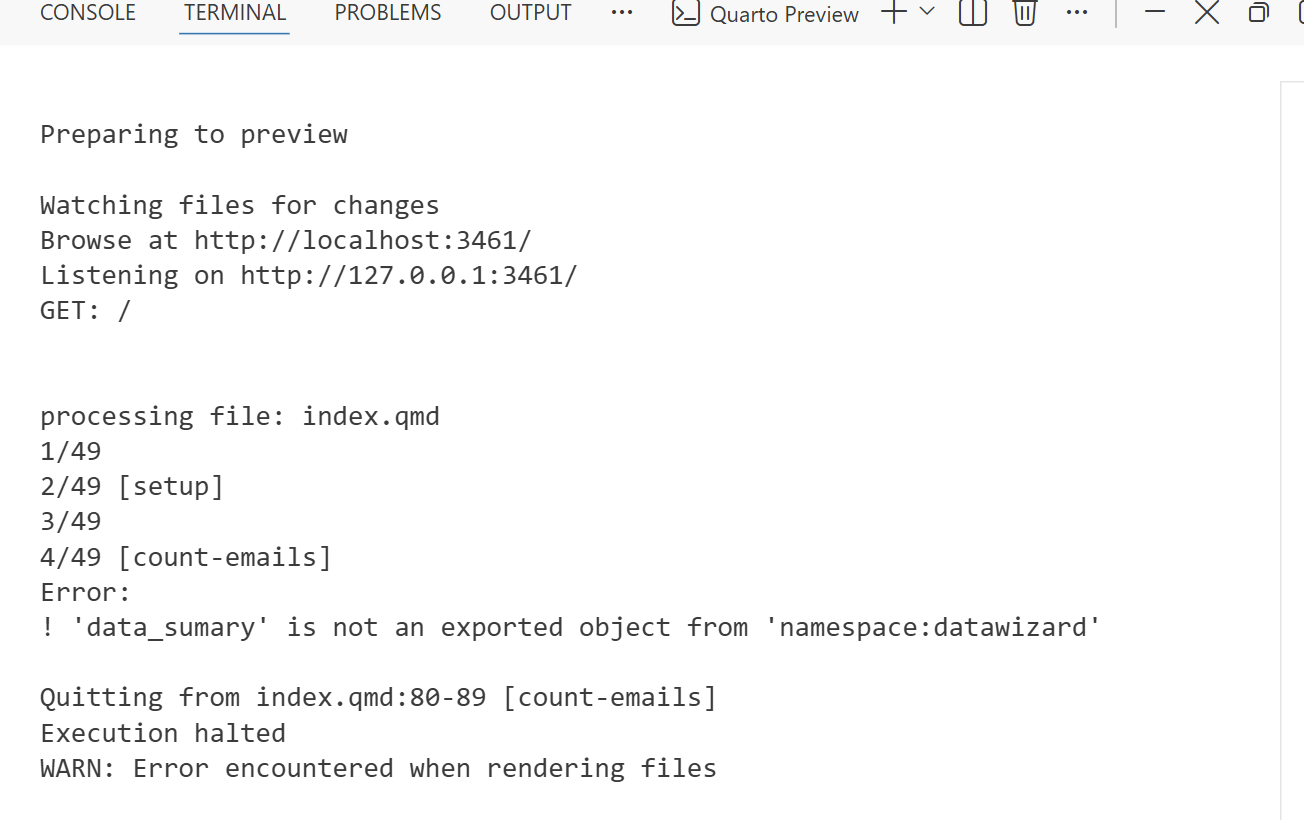 CONSOLE TERMINAL PROBLEMS OUTPUT ··· Quarto Preview
Preparing to preview
Watching files for changes
Browse at http://localhost:3461/
Listening on http://127.0.0.1:3461/
GET: /
processing file: index.qmd
1/49
2/49 [setup]
3/49
4/49 [count-emails]
Error:
! 'data_sumary' is not an exported object from 'namespace:datawizard'
Quitting from index.qmd:80-89 [count-emails]
Execution halted
WARN: Error encountered when rendering files